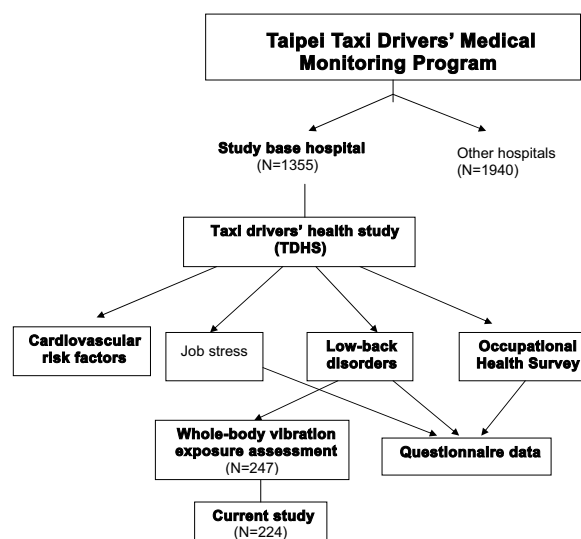 Taipei Taxi Drivers’ Medical
Monitoring Program
Study base hospital
(N=1355)
Other hospitals
(N=1940)
Taxi drivers’ health study
(TDHS)
Cardiovascular
risk factors
Job stress
Low-back
disorders
Occupational
Health Survey
Whole-body vibration
exposure assessment
(N=247)
Questionnaire data
Current study
(N=224)